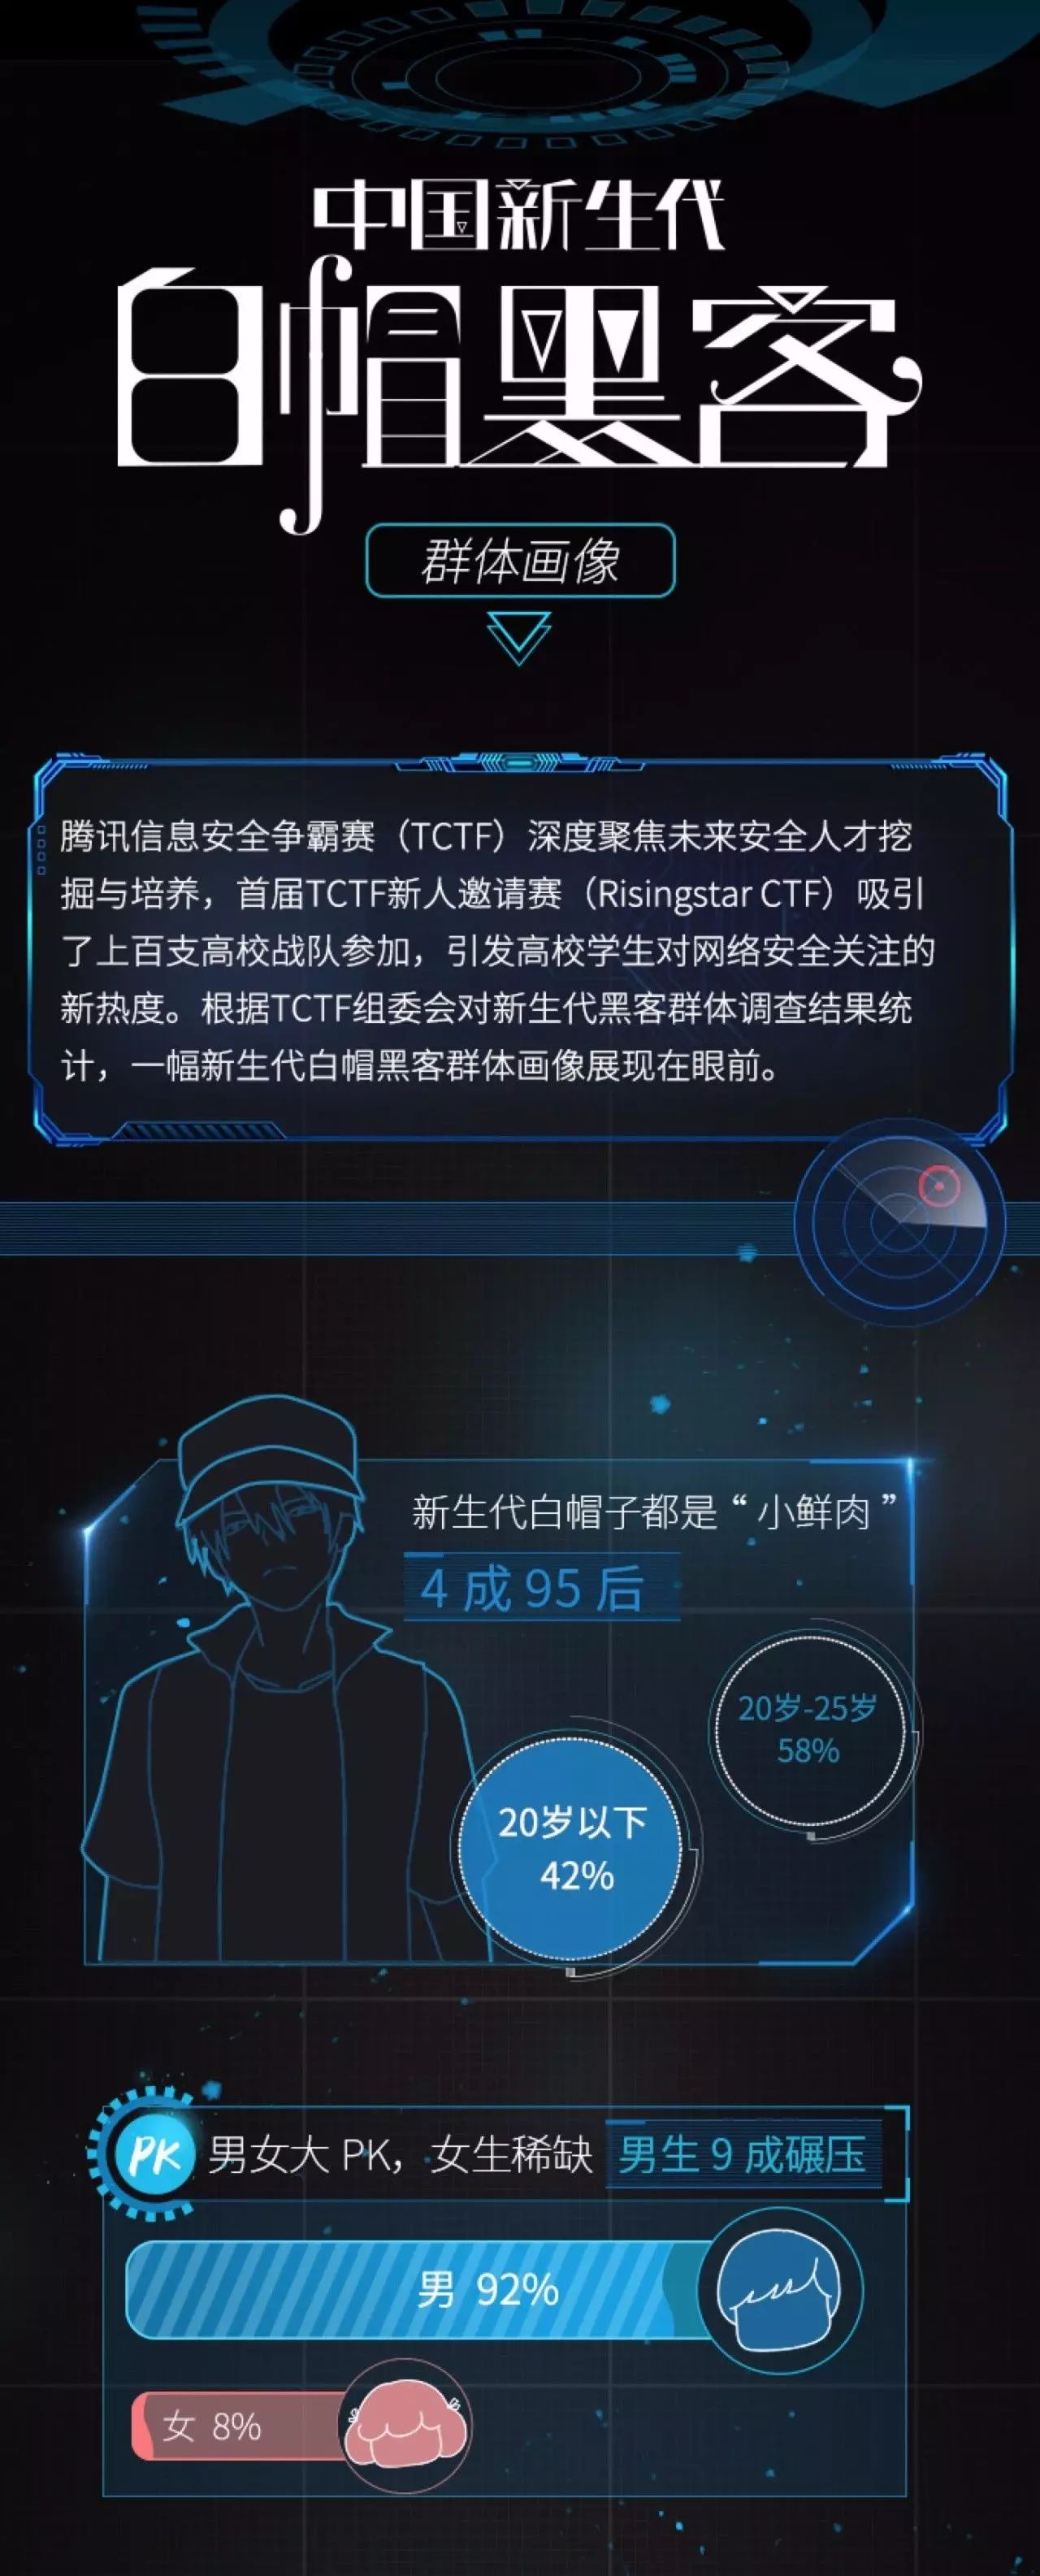 中国新生代
白帽黑客
群体画像
腾讯信息安全争霸赛（TCTF）深度聚焦未来安全人才挖
掘与培养，首届TCTF新人邀请赛（Risingstar CTF）吸引
了上百支高校战队参加，引发高校学生对网络安全关注的
新热度。根据TCTF组委会对新生代黑客群体调查结果统
计，一幅新生代白帽黑客群体画像展现在眼前。
新生代白帽子都是“小鲜肉”
4 成 95 后
20岁-25岁
58%
20岁以下
42%
PK 男女大 PK，女生稀缺 男生 9 成碾压
男 92%
女 8%